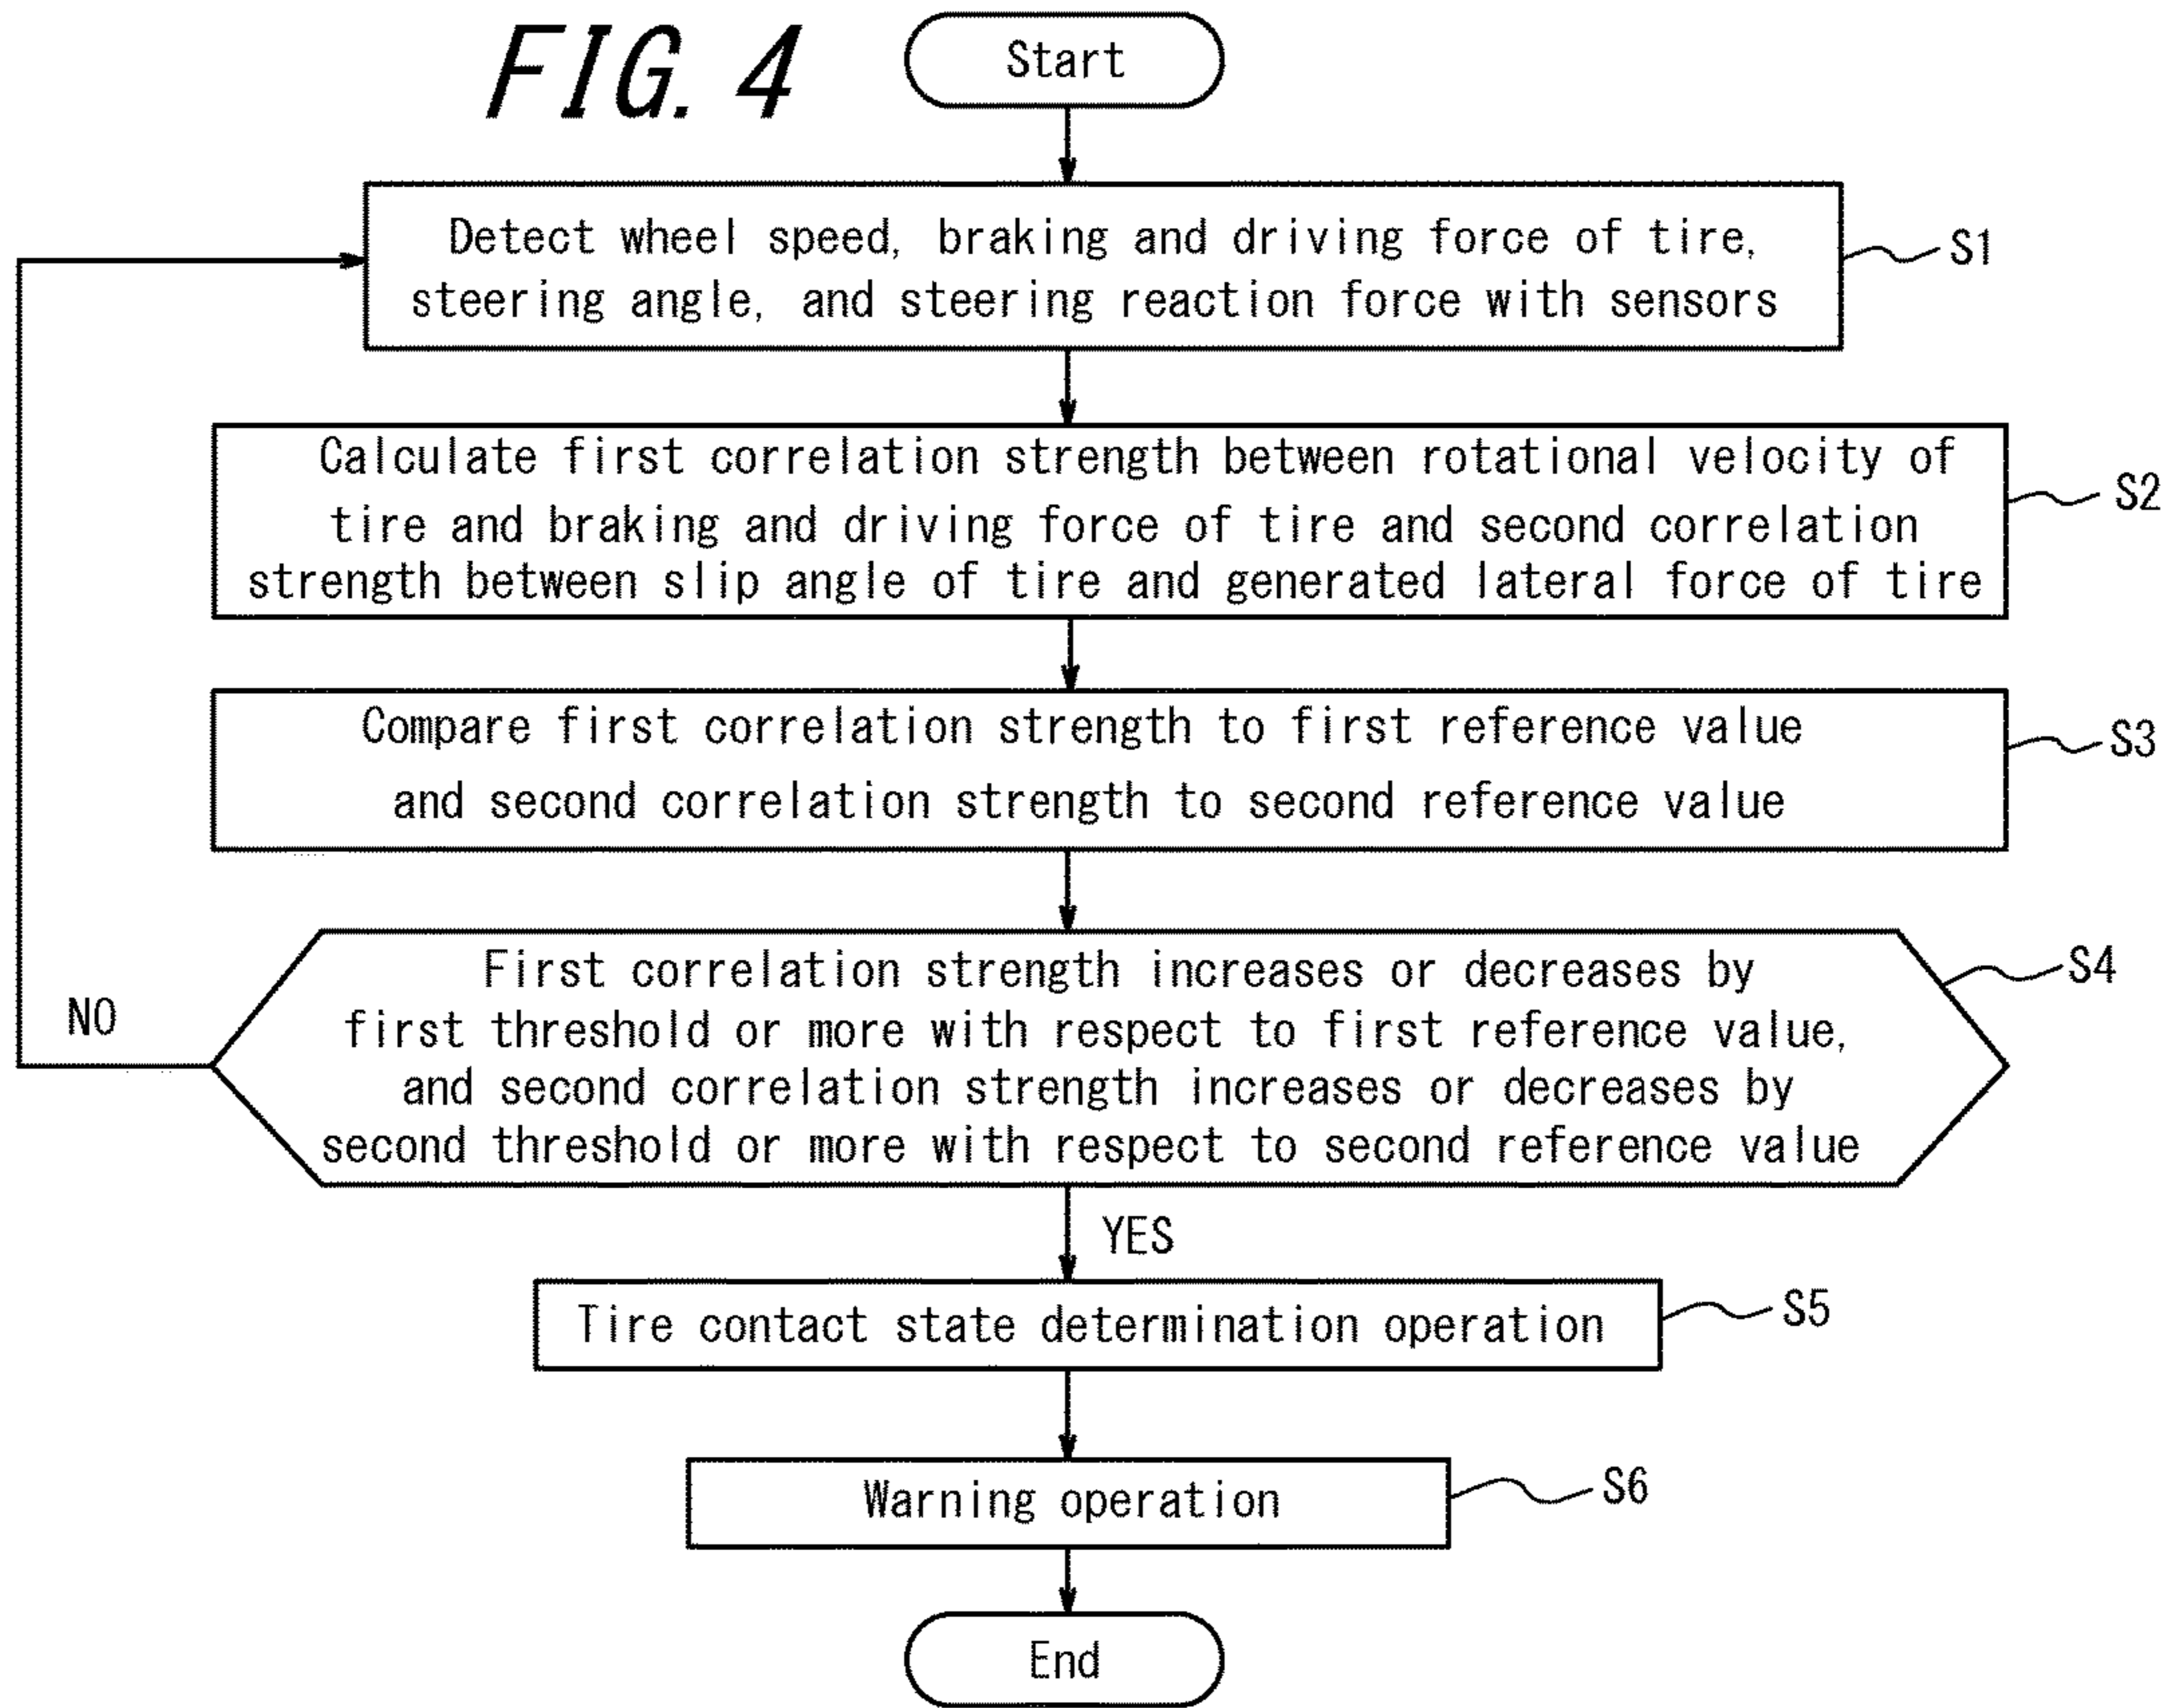 FIG. 4
Start
Detect wheel speed, braking and driving force of tire,
steering angle, and steering reaction force with sensors
S1
Calculate first correlation strength between rotational velocity of
tire and braking and driving force of tire and second correlation
strength between slip angle of tire and generated lateral force of tire
S2
Compare first correlation strength to first reference value
and second correlation strength to second reference value
S3
First correlation strength increases or decreases by
first threshold or more with respect to first reference value,
and second correlation strength increases or decreases by
second threshold or more with respect to second reference value
S4
NO
YES
Tire contact state determination operation
S5
Warning operation
S6
End